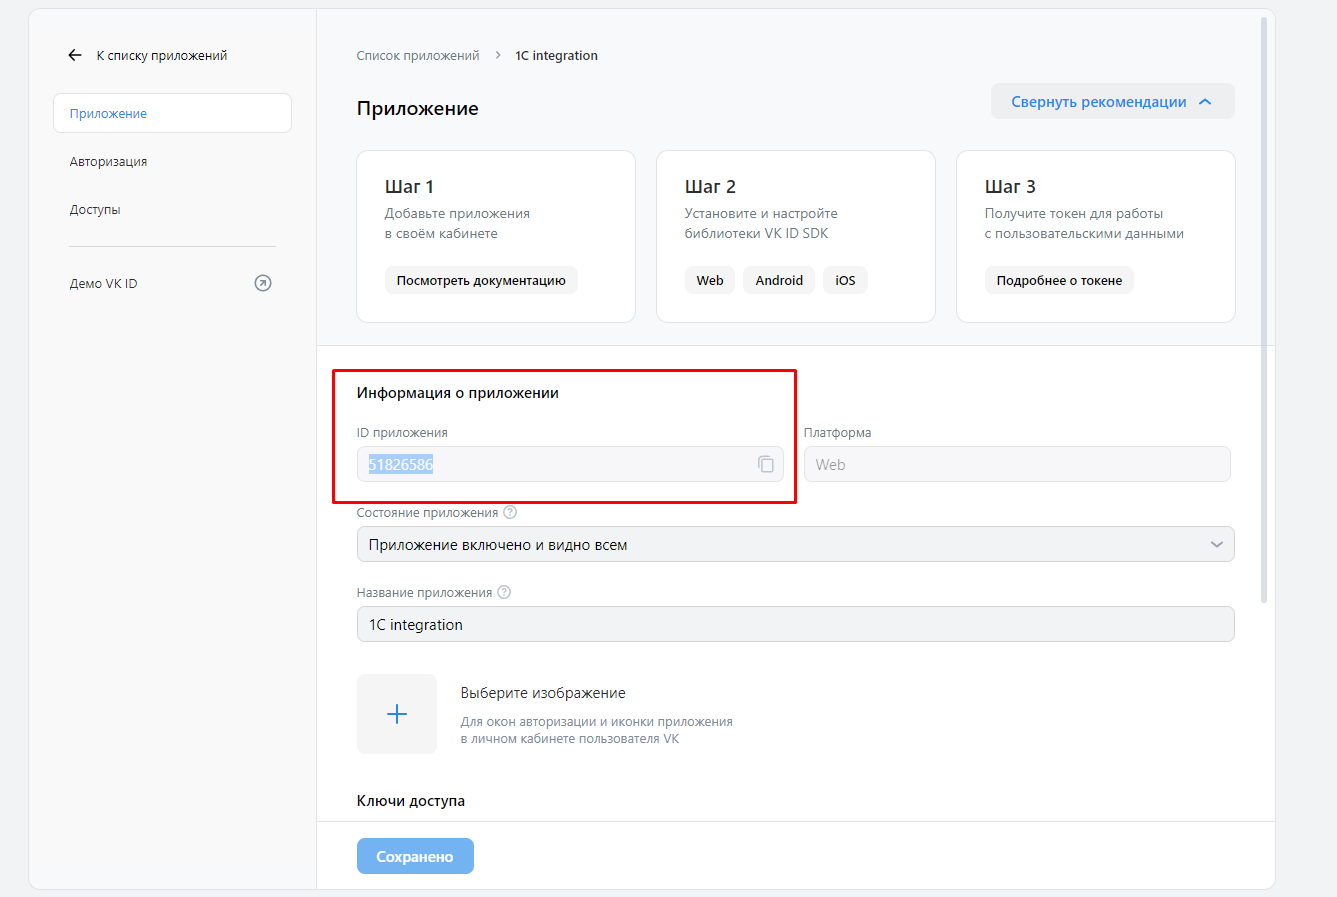 К списку приложений
Приложение
Авторизация
Доступы
Демо VK ID
Список приложений > 1C integration
Приложение
Свернуть рекомендации
Шаг 1
Добавьте приложения
в своём кабинете
Посмотреть документацию
Шаг 2
Установите и настройте
библиотеки VK ID SDK
Web Android iOS
Шаг 3
Получите токен для работы
с пользовательскими данными
Подробнее о токене
Информация о приложении
ID приложения
51826586
Платформа
Web
Состояние приложения ?
Приложение включено и видно всем
Название приложения ?
1C integration
Выберите изображение
Для окон авторизации и иконки приложения
в личном кабинете пользователя VK
Ключи доступа
Сохранено